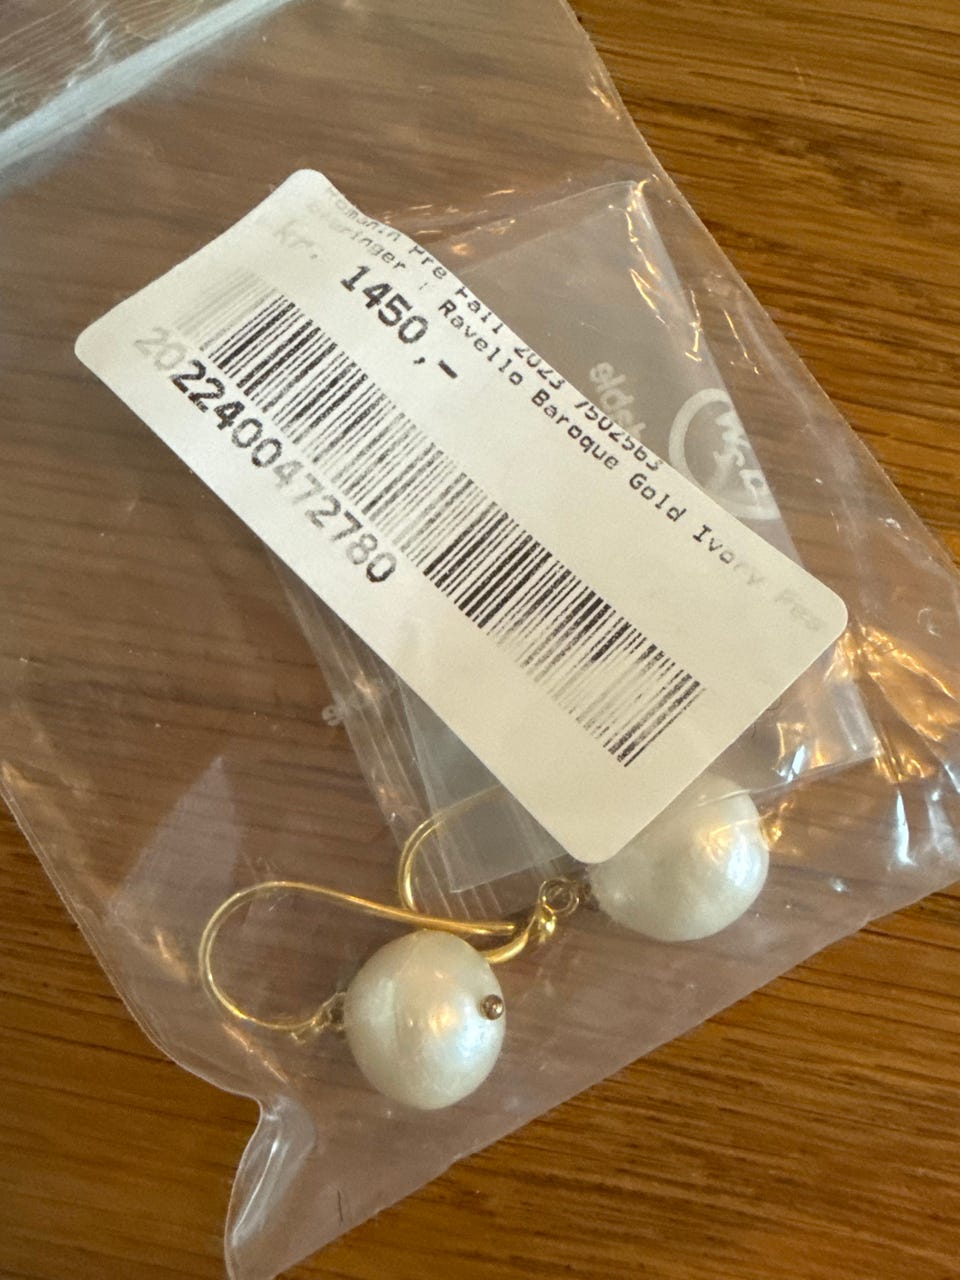 Pre Fall 2023 7502563
Øreringer : Ravello Baroque Gold Ivory
kr. 1450,-
2022400472780